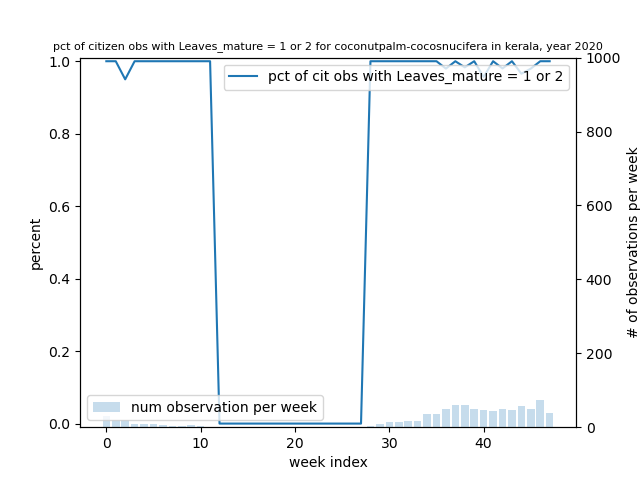 pct of citizen obs with Leaves_mature = 1 or 2 for coconutpalm-cocosnucifera in kerala, year 2020
pct of cit obs with Leaves_mature = 1 or 2
num observation per week
percent
1.0
0.8
0.6
0.4
0.2
0.0
0 10 20 30 40
week index
1000
800
600
400
200
0
# of observations per week